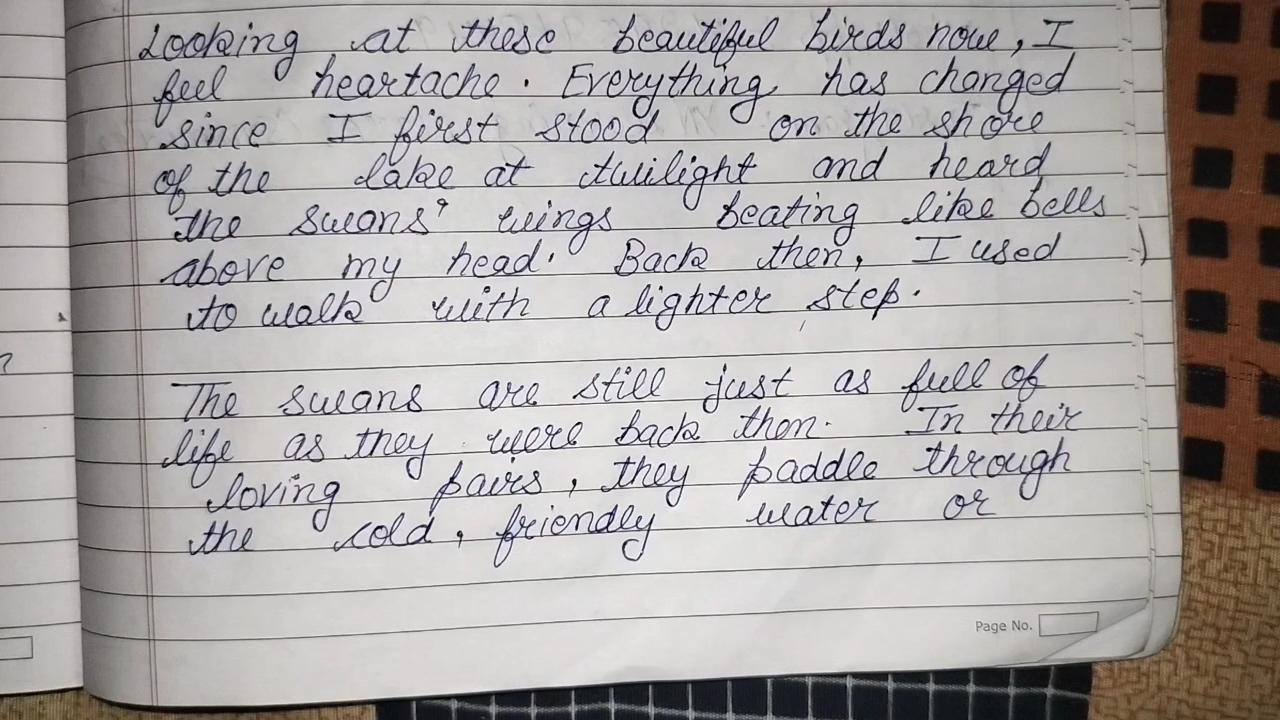 Looking at these beautiful birds now, I
feel heartache. Everything has changed
since I first stood on the shore
of the lake at twilight and heard
the swans' wings beating like bells
above my head. Back then, I used
to walk with a lighter step.
The swans are still just as full of
life as they were back then. In their
loving pairs, they paddle through
the cold, friendly water or
Page No.
?